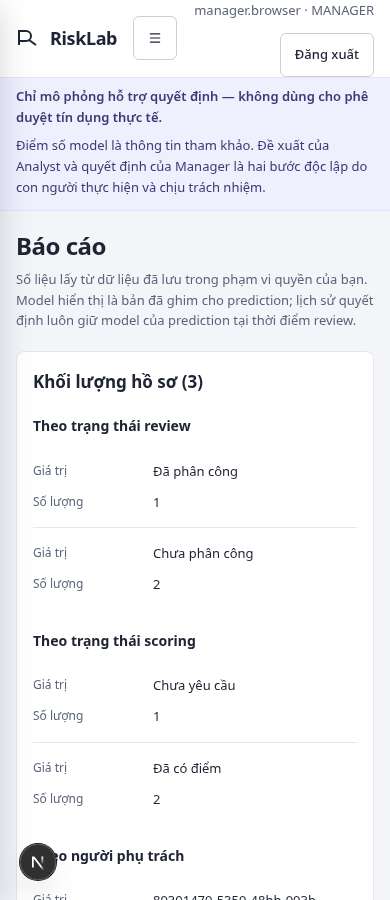 manager.browser · MANAGER
RiskLab
Đăng xuất
Chỉ mô phỏng hỗ trợ quyết định — không dùng cho phê
duyệt tín dụng thực tế.
Điểm số model là thông tin tham khảo. Đề xuất của
Analyst và quyết định của Manager là hai bước độc lập do
con người thực hiện và chịu trách nhiệm.
Báo cáo
Số liệu lấy từ dữ liệu đã lưu trong phạm vi quyền của bạn.
Model hiển thị là bản đã ghim cho prediction; lịch sử quyết
định luôn giữ model của prediction tại thời điểm review.
Khối lượng hồ sơ (3)
Theo trạng thái review
Giá trị Đã phân công
Số lượng 1
Giá trị Chưa phân công
Số lượng 2
Theo trạng thái scoring
Giá trị Chưa yêu cầu
Số lượng 1
Giá trị Đã có điểm
Số lượng 2
người phụ trách
Giá trị